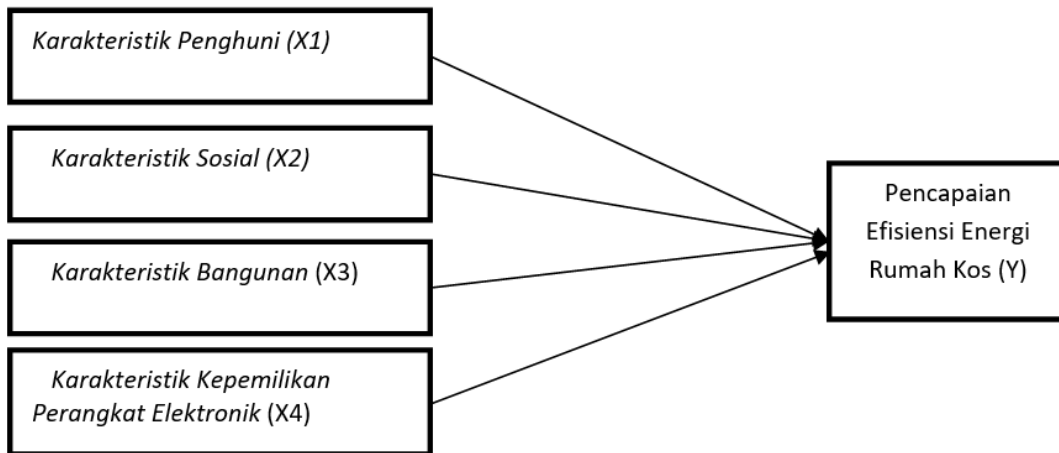 Karakteristik Penghuni (X1)
Karakteristik Sosial (X2)
Karakteristik Bangunan (X3)
Karakteristik Kepemilikan
Perangkat Elektronik (X4)
Pencapaian
Efisiensi Energi
Rumah Kos (Y)